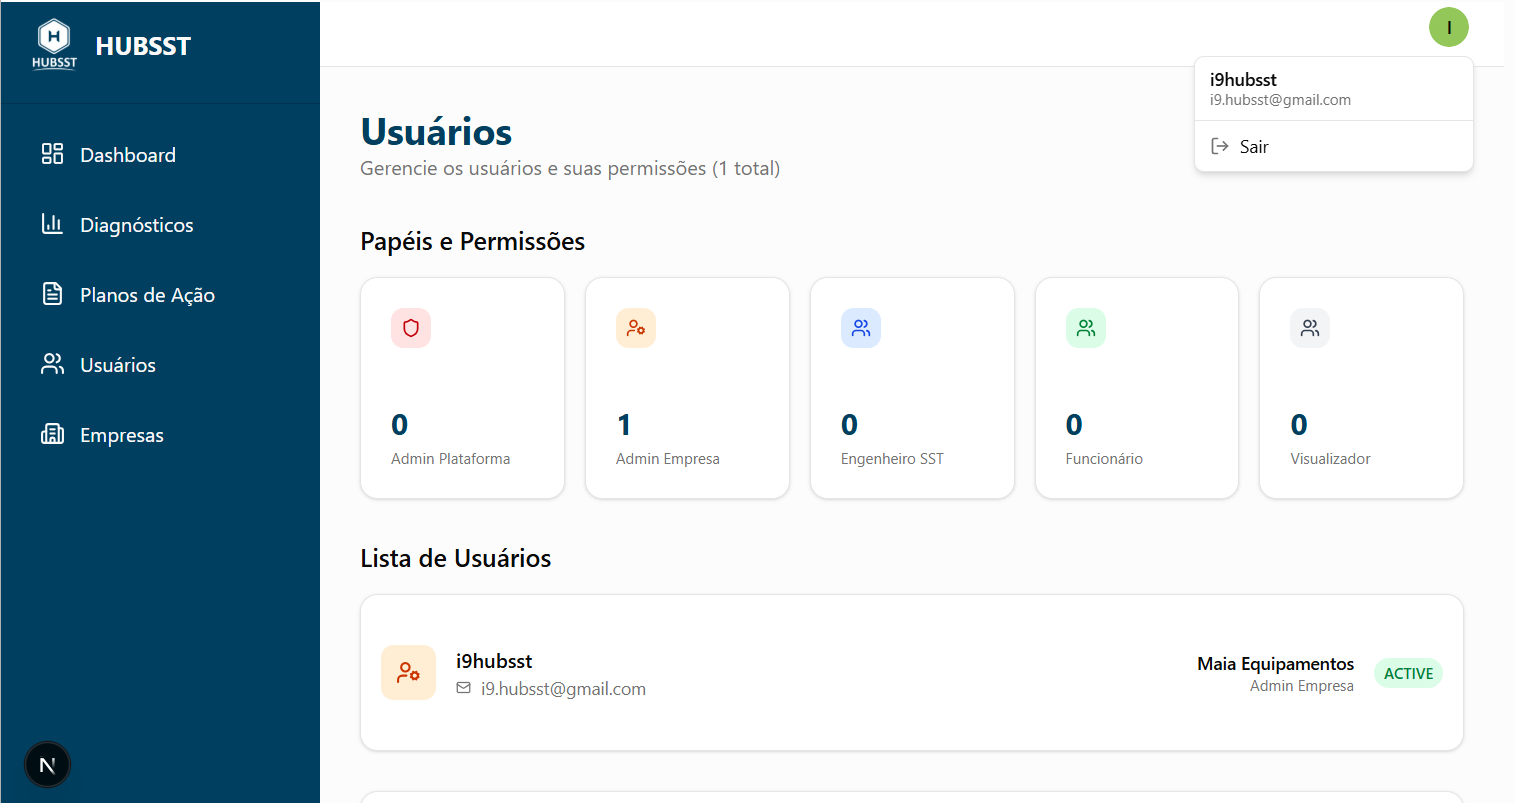 H
HUBSST
HUBSST
I
i9hubsst
i9.hubsst@gmail.com
Sair
Dashboard
Diagnósticos
Planos de Ação
Usuários
Empresas
N
Usuários
Gerencie os usuários e suas permissões (1 total)
Papéis e Permissões
0
Admin Plataforma
1
Admin Empresa
0
Engenheiro SST
0
Funcionário
0
Visualizador
Lista de Usuários
i9hubsst
i9.hubsst@gmail.com
Maia Equipamentos
Admin Empresa
ACTIVE